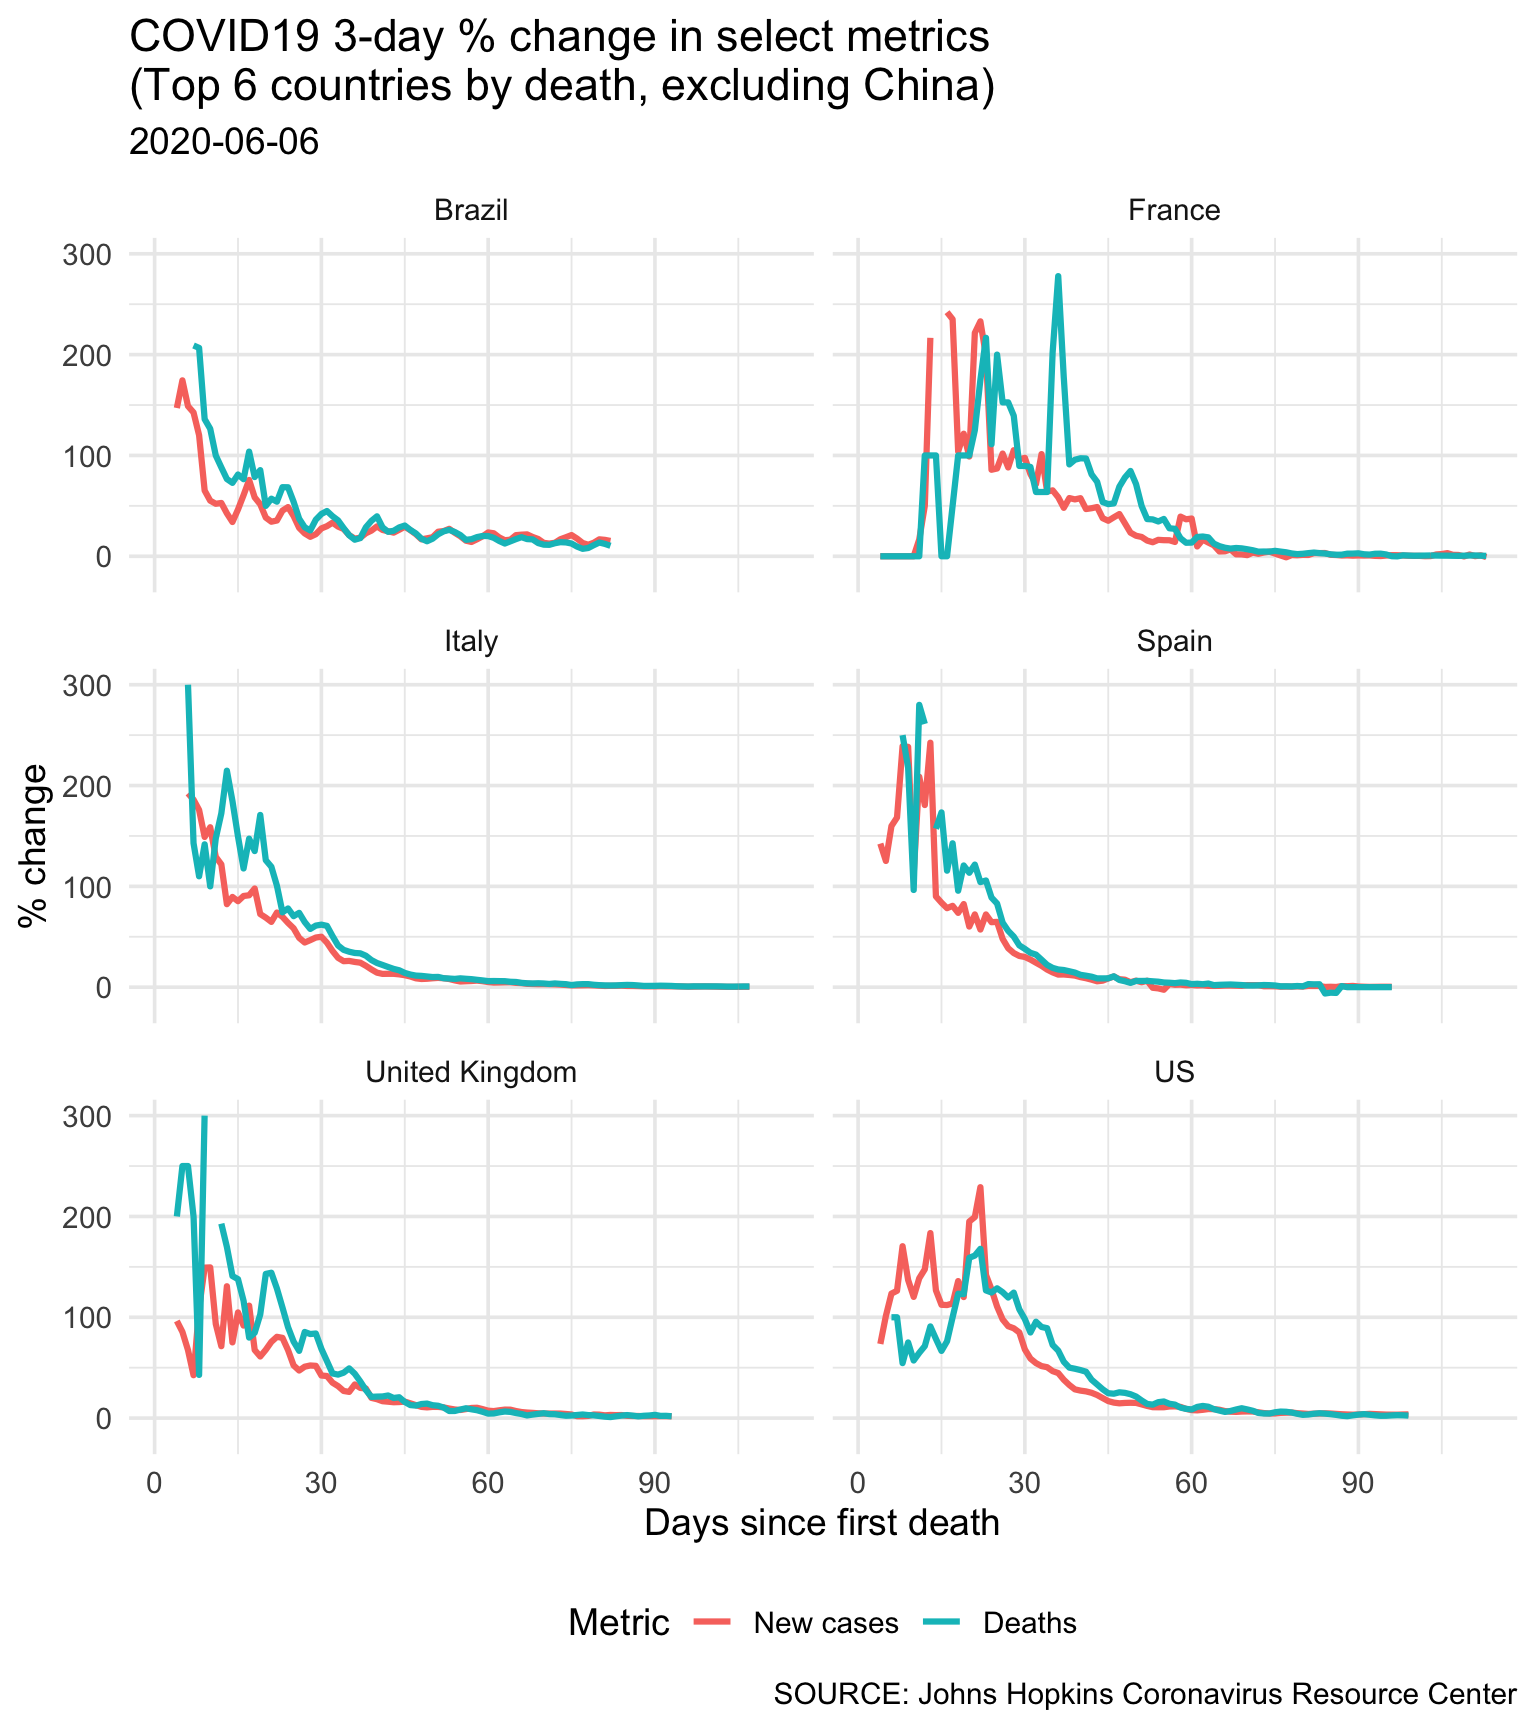 COVID19 3-day % change in select metrics
(Top 6 countries by death, excluding China)
2020-06-06
Brazil
France
300
200
100
0
Italy
Spain
300
200
100
0
% change
United Kingdom
US
300
200
100
0
0 30 60 90
0 30 60 90
Days since first death
Metric New cases Deaths
SOURCE: Johns Hopkins Coronavirus Resource Center